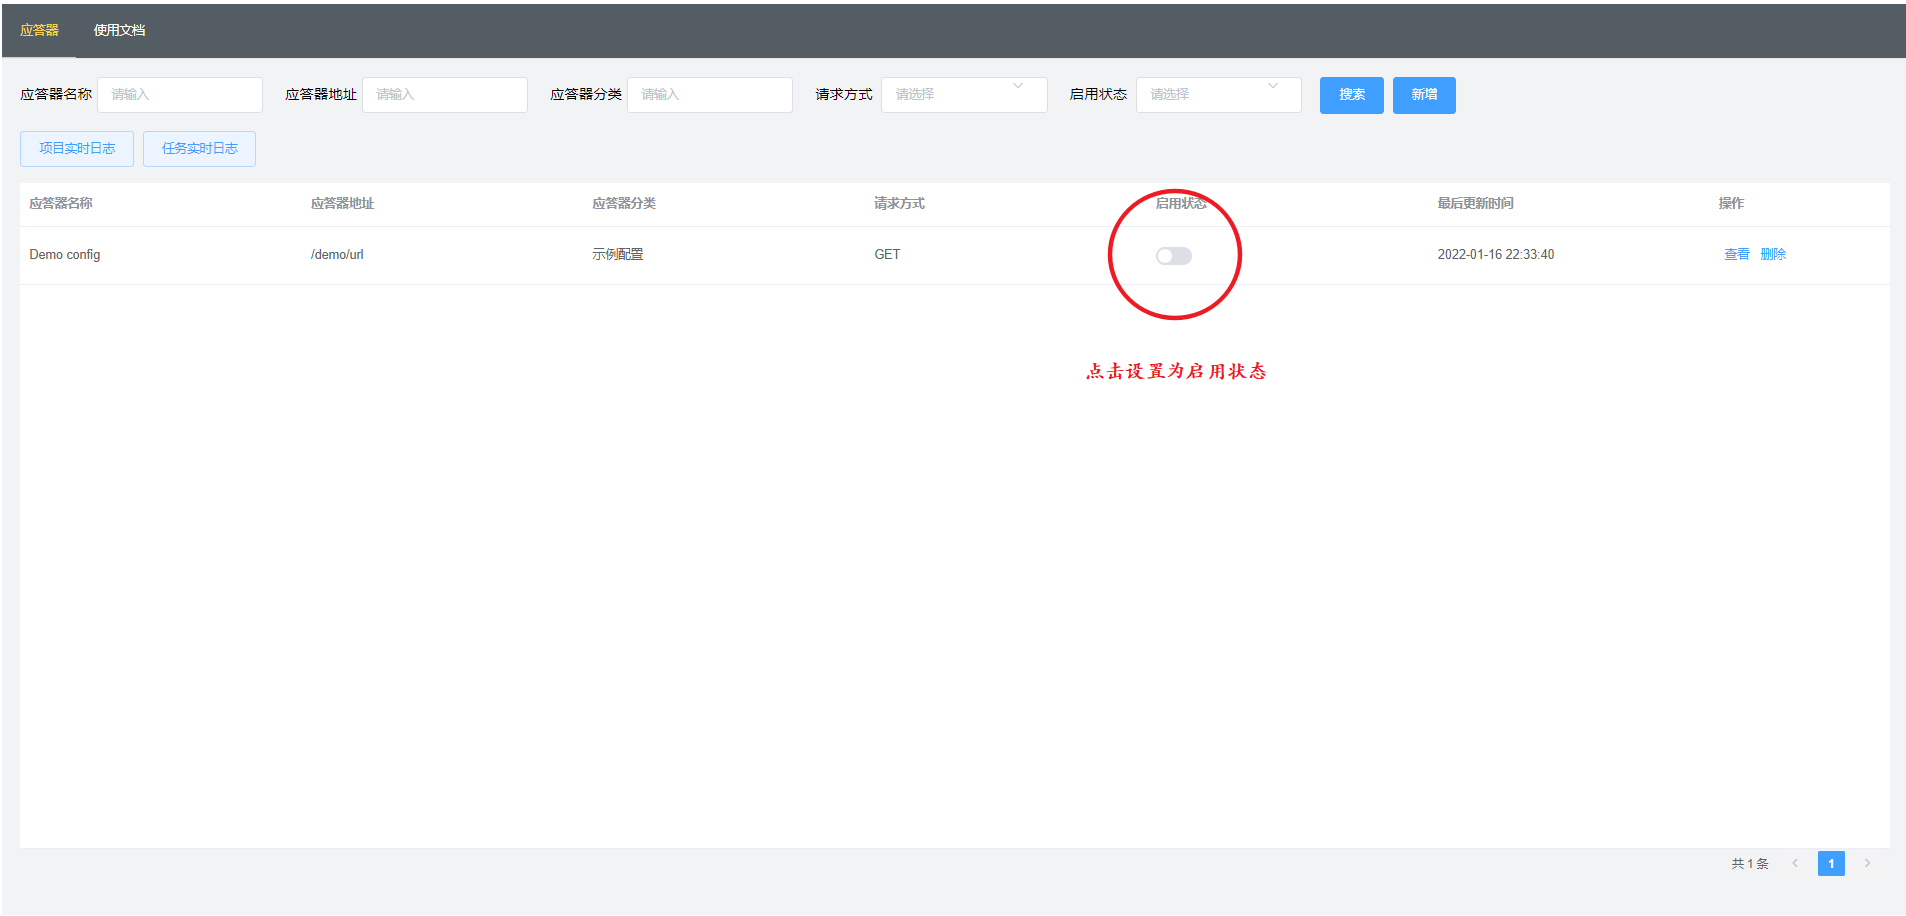 应答器 使用文档
应答器名称 请输入 应答器地址 请输入 应答器分类 请输入 请求方式 请选择 启用状态 请选择 搜索 新增
项目实时日志 任务实时日志
应答器名称 应答器地址 应答器分类 请求方式 启用状态 最后更新时间 操作
Demo config /demo/url 示例配置 GET 2022-01-16 22:33:40 查看 删除
点击设置为启用状态
共 1 条 1